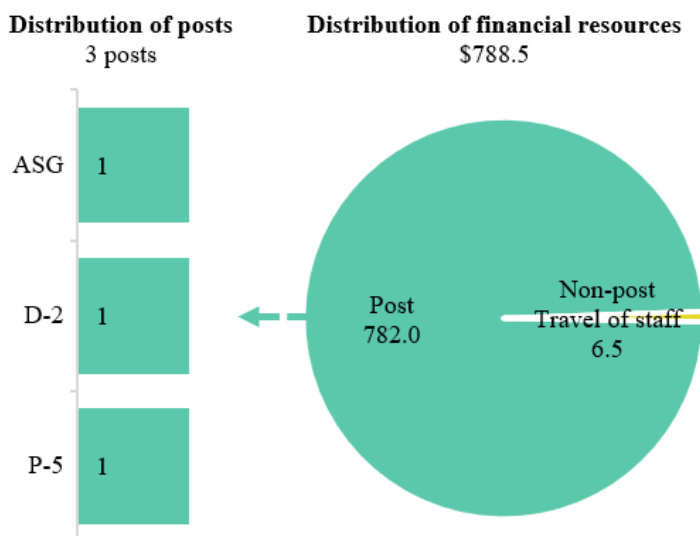 Distribution of posts
3 posts
Distribution of financial resources
$788.5
ASG
1
D-2
1
P-5
1
Post
782.0
Non-post
Travel of staff
6.5